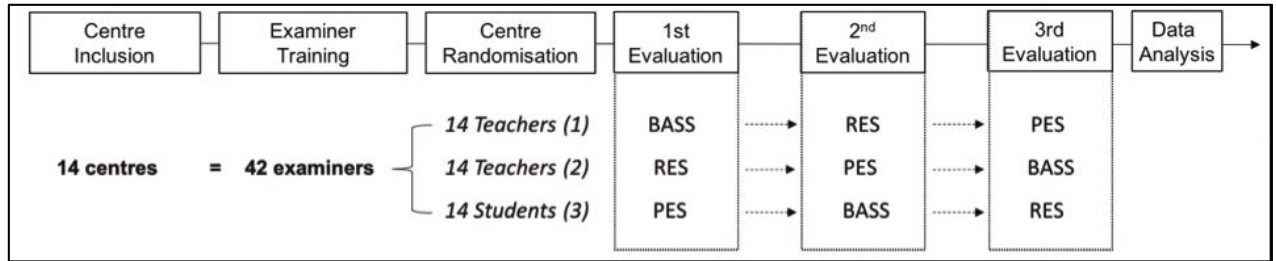 Centre Inclusion
Examiner Training
Centre Randomisation
1st Evaluation
2nd Evaluation
3rd Evaluation
Data Analysis
14 Teachers (1) BASS RES PES
14 centres = 42 examiners 14 Teachers (2) RES PES BASS
14 Students (3) PES BASS RES